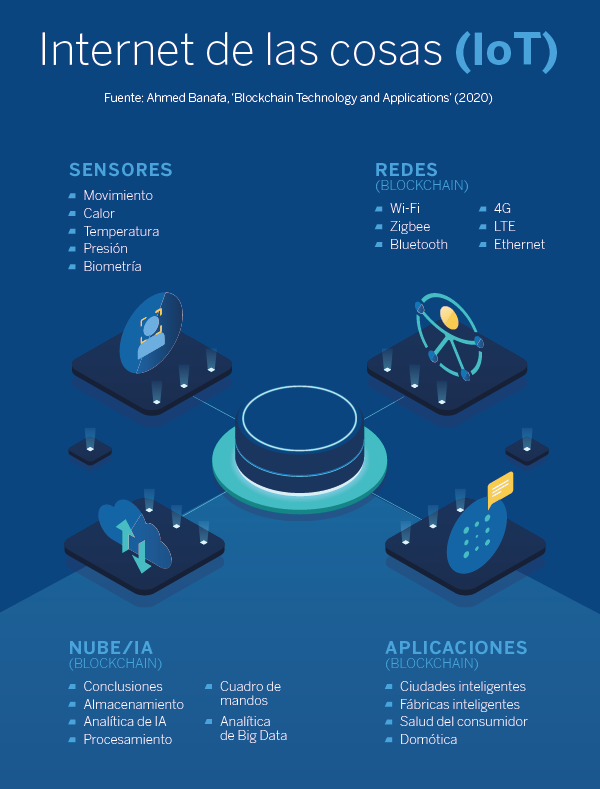 Internet de las cosas (IoT)
Fuente: Ahmed Banafa, ‘Blockchain Technology and Applications’ (2020)
SENSORES
Movimiento
Calor
Temperatura
Presión
Biometría
REDES
(BLOCKCHAIN)
Wi-Fi
Zigbee
Bluetooth
4G
LTE
Ethernet
NUBE/IA
(BLOCKCHAIN)
Conclusiones
Almacenamiento
Analítica de IA
Procesamiento
Cuadro de
mandos
Analítica
de Big Data
APLICACIONES
(BLOCKCHAIN)
Ciudades inteligentes
Fábricas inteligentes
Salud del consumidor
Domótica